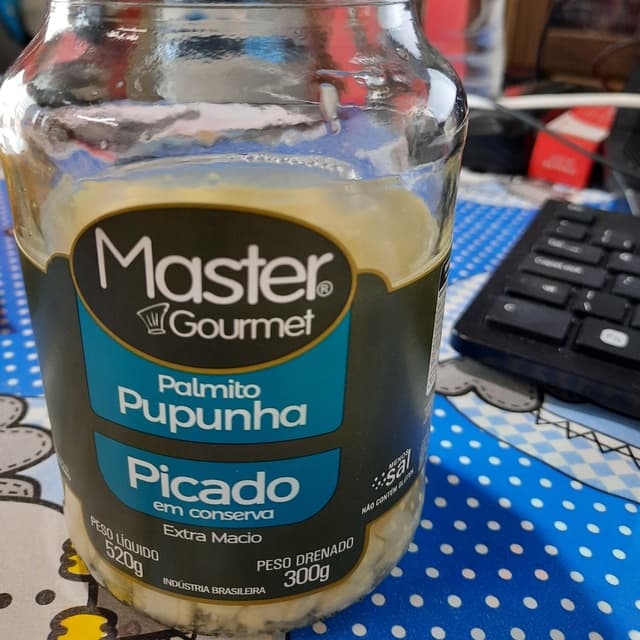 Master®
Gourmet
Palmito
Pupunha
Picado
em conserva
Extra Macio
MENOS
sal
NÃO CONTÉM GLÚTEN
PESO LÍQUIDO
520g
PESO DRENADO
300g
INDÚSTRIA BRASILEIRA